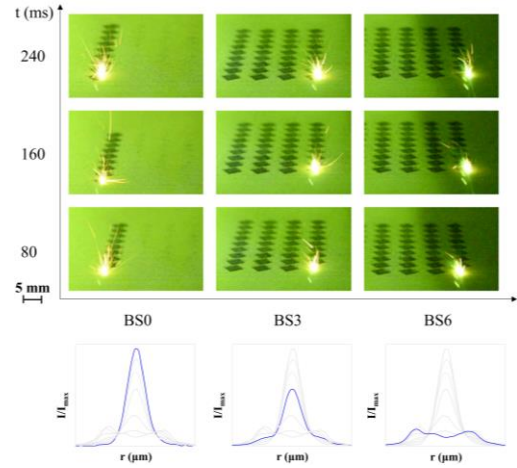 t (ms)
240
160
80
5 mm
BS0 BS3 BS6
I/Imax I/Imax I/Imax
r (μm) r (μm) r (μm)